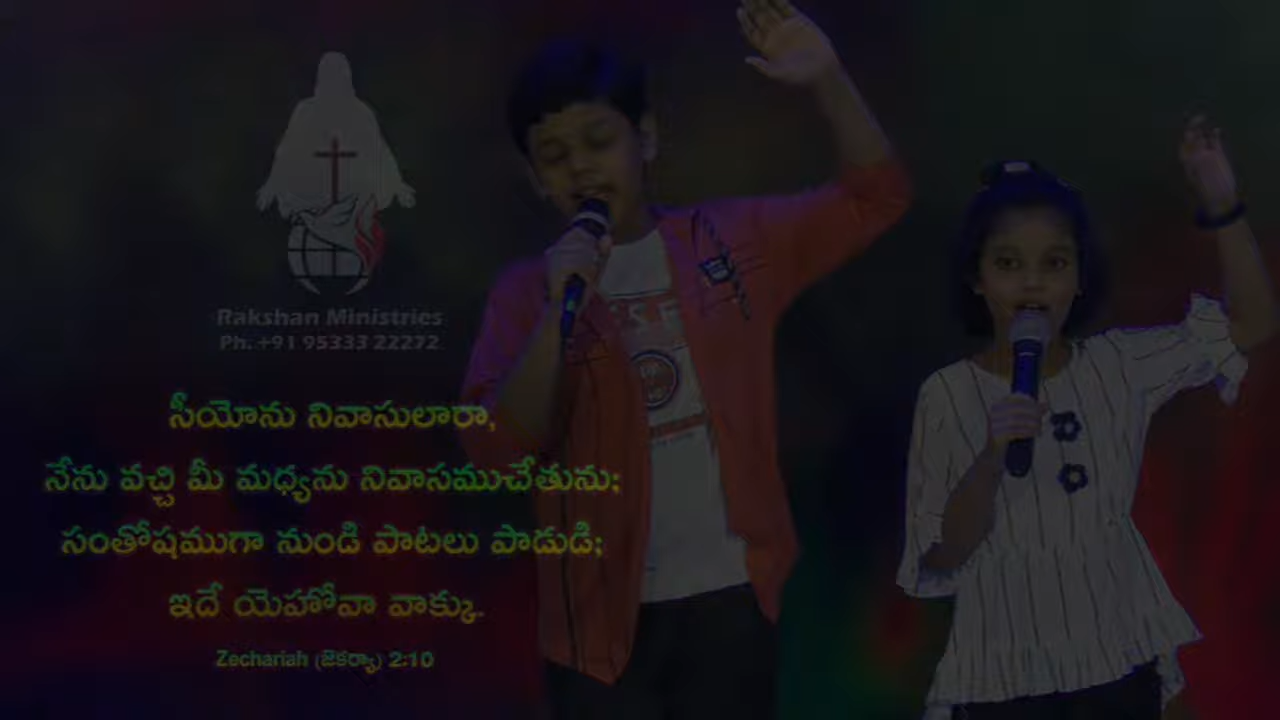 Rakshan Ministries
Ph. +91 95333 22272
సీయోను నివాసులారా,
నేను వచ్చి మీ మధ్యను నివాసముచేతును;
సంతోషముగా నుండి పాటలు పాడుడి;
ఇదే యెహోవా వాక్కు.
Zechariah (జెకర్యా) 2:10